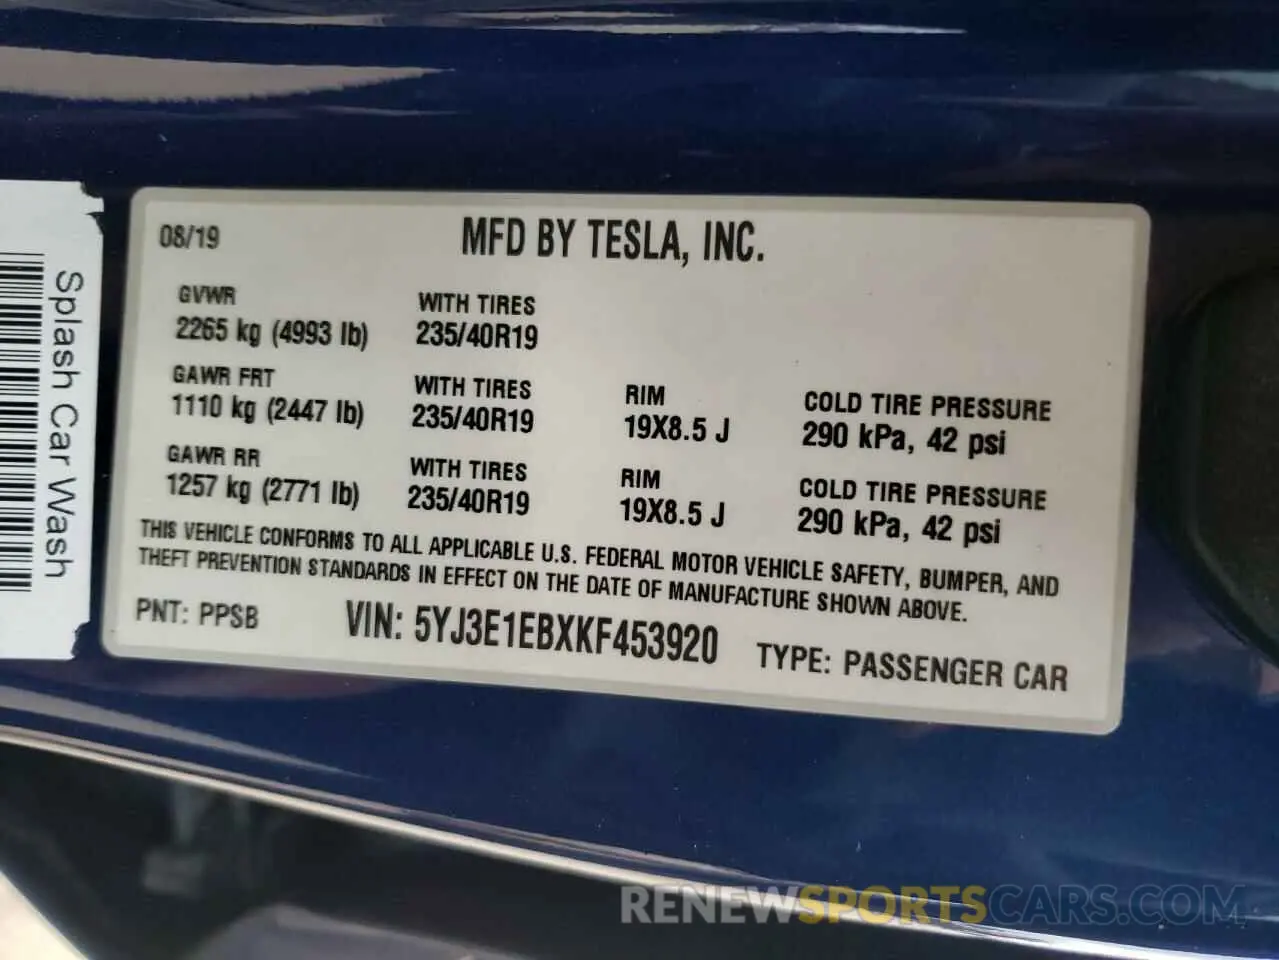 08/19
MFD BY TESLA, INC.
GVWR
2265 kg (4993 lb)
WITH TIRES
235/40R19
GAWR FRT
1110 kg (2447 lb)
WITH TIRES
235/40R19
RIM
19X8.5 J
COLD TIRE PRESSURE
290 kPa, 42 psi
GAWR RR
1257 kg (2771 lb)
WITH TIRES
235/40R19
RIM
19X8.5 J
COLD TIRE PRESSURE
290 kPa, 42 psi
THIS VEHICLE CONFORMS TO ALL APPLICABLE U.S. FEDERAL MOTOR VEHICLE SAFETY, BUMPER, AND
THEFT PREVENTION STANDARDS IN EFFECT ON THE DATE OF MANUFACTURE SHOWN ABOVE.
PNT: PPSB
VIN: 5YJ3E1EBXKF453920
TYPE: PASSENGER CAR
Splash Car Wash
RENEWSPORTSCARS.COM